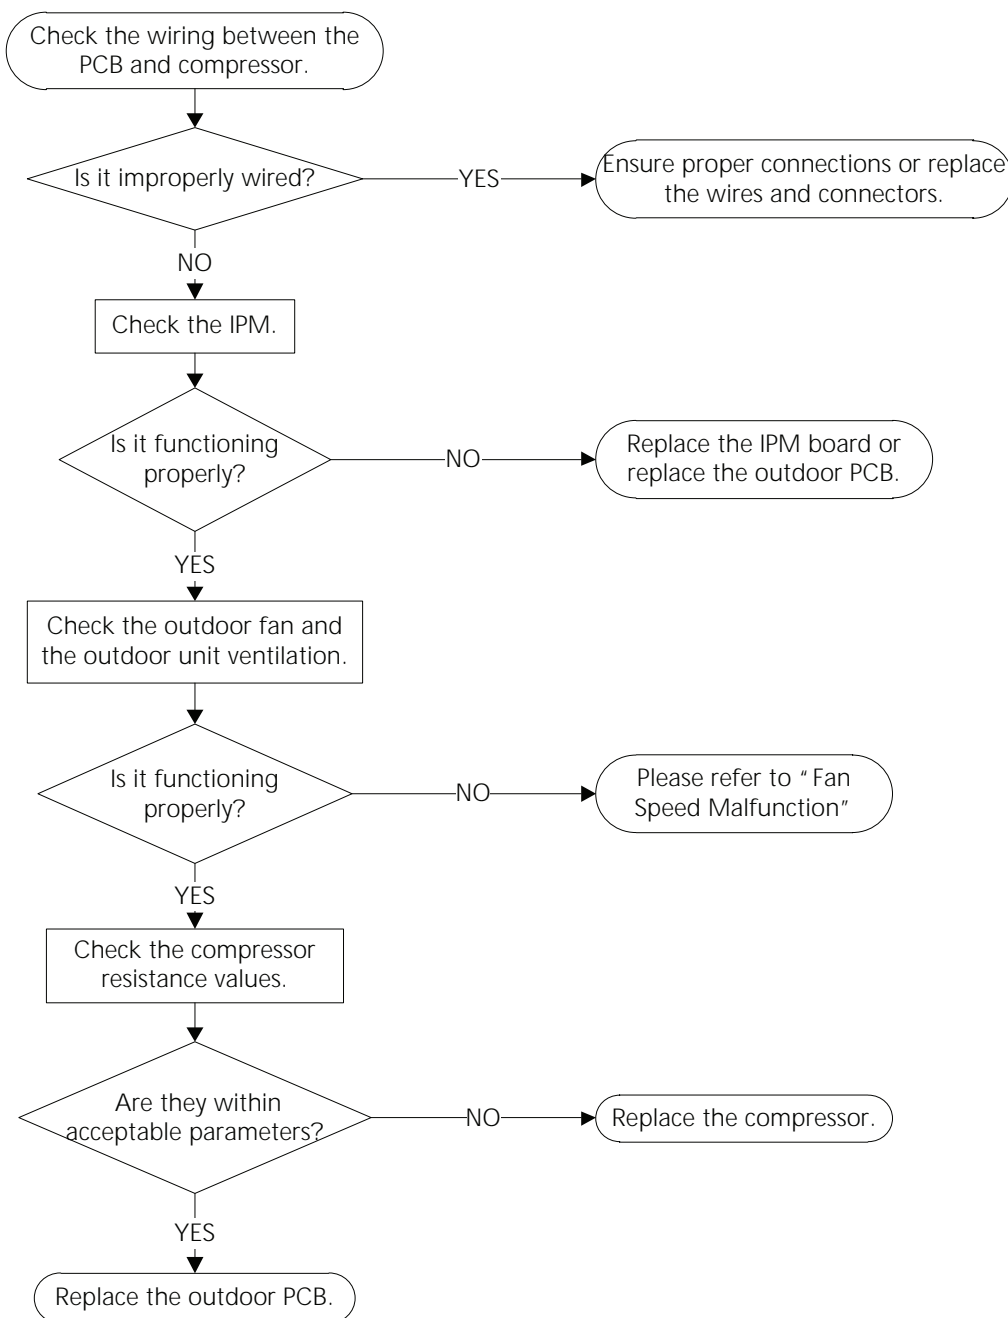 Check the wiring between the
PCB and compressor.
Is it improperly wired?
YES
Ensure proper connections or replace
the wires and connectors.
NO
Check the IPM.
Is it functioning
properly?
NO
Replace the IPM board or
replace the outdoor PCB.
YES
Check the outdoor fan and
the outdoor unit ventilation.
Is it functioning
properly?
NO
Please refer to “Fan
Speed Malfunction”
YES
Check the compressor
resistance values.
Are they within
acceptable parameters?
NO
Replace the compressor.
YES
Replace the outdoor PCB.